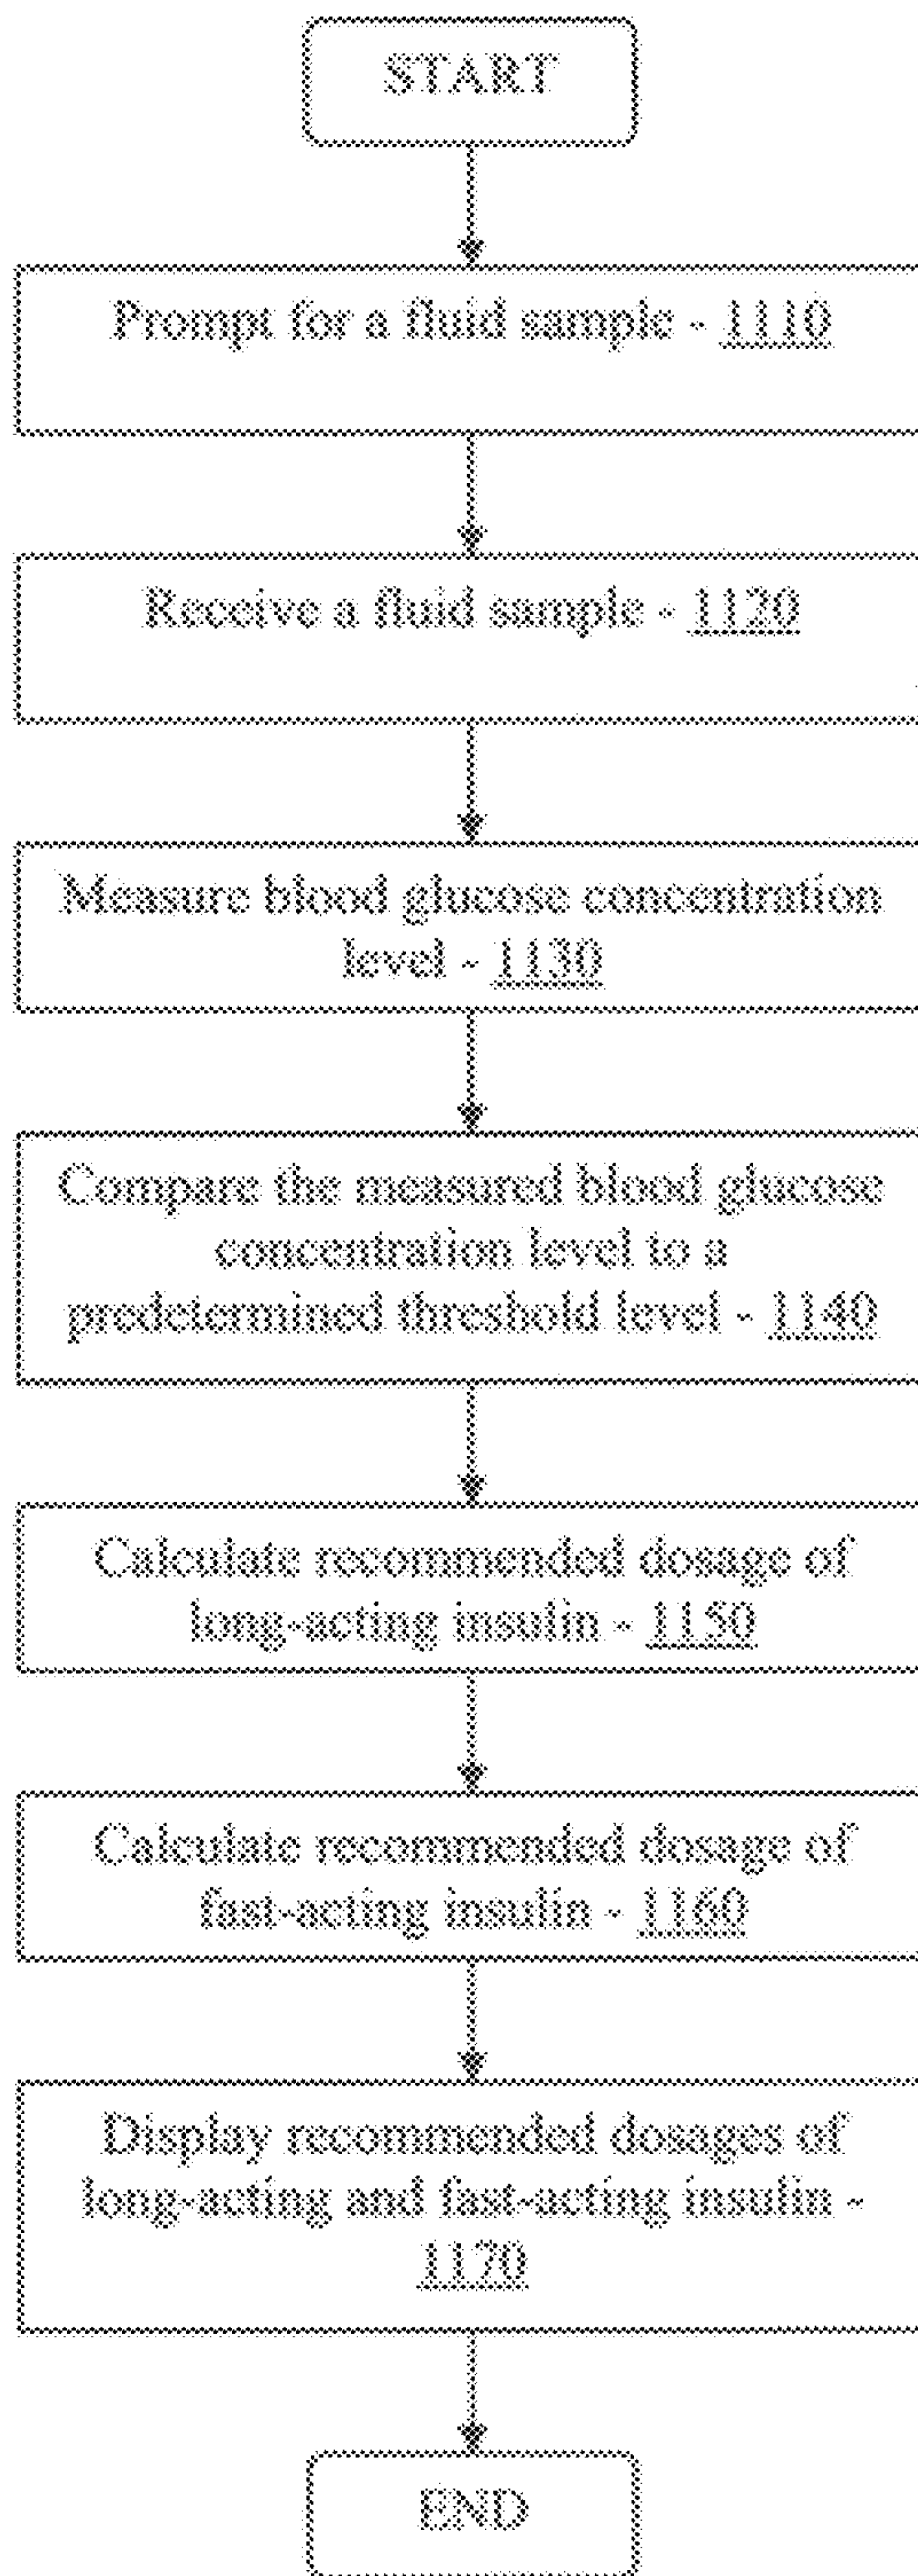 START
Prompt for a fluid sample - 1110
Receive a fluid sample - 1120
Measure blood glucose concentration
level - 1130
Compare the measured blood glucose
concentration level to a
predetermined threshold level - 1140
Calculate recommended dosage of
long-acting insulin - 1150
Calculate recommended dosage of
fast-acting insulin - 1160
Display recommended dosages of
long-acting and fast-acting insulin -
1170
END